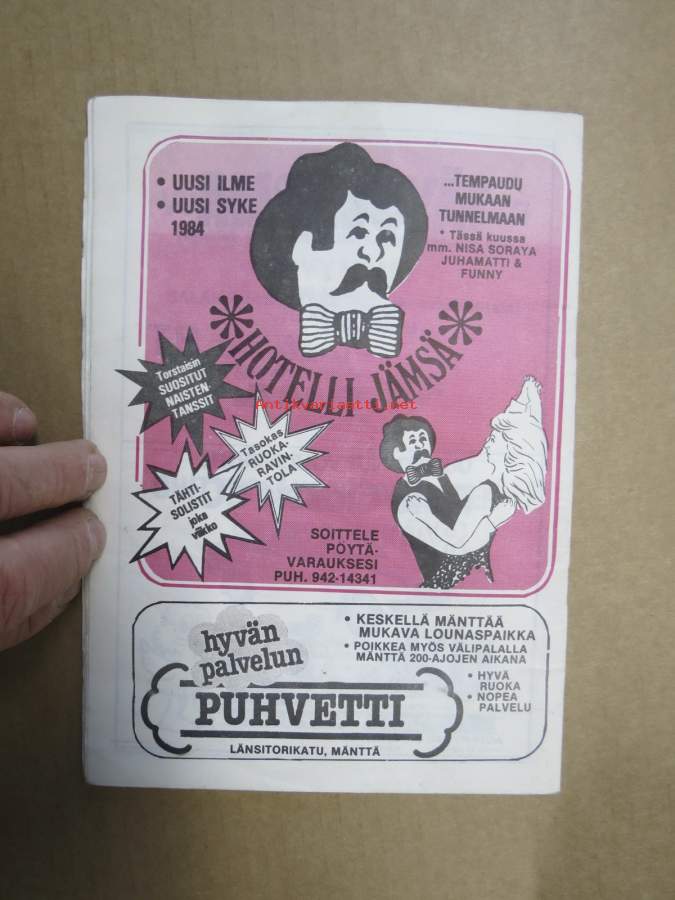 • UUSI ILME
• UUSI SYKE
1984
...TEMPAUDU
MUKAAN
TUNNELMAAN
* Tässä kuussa
mm. NISA SORAYA
JUHAMATTI &
FUNNY
HOTELLI JÄMSÄ
Torstaisin
SUOSITUT
NAISTEN
TANSSIT
Antikvariaatti.net
Tasokas
RUOKA-
RAVIN-
TOLA
TÄHTI-
SOLISTIT
joka
viikko
SOITTELE
PÖYTÄ-
VARAUKSESI
PUH. 942-14341
hyvän
palvelun
PUHVETTI
LÄNSITORIKATU, MÄNTTÄ
• KESKELLÄ MÄNTTÄÄ
MUKAVA LOUNASPAIKKA
• POIKKEA MYÖS VÄLIPALALLA
MÄNTTÄ 200-AJOJEN AIKANA
• HYVÄ
RUOKA
• NOPEA
PALVELU